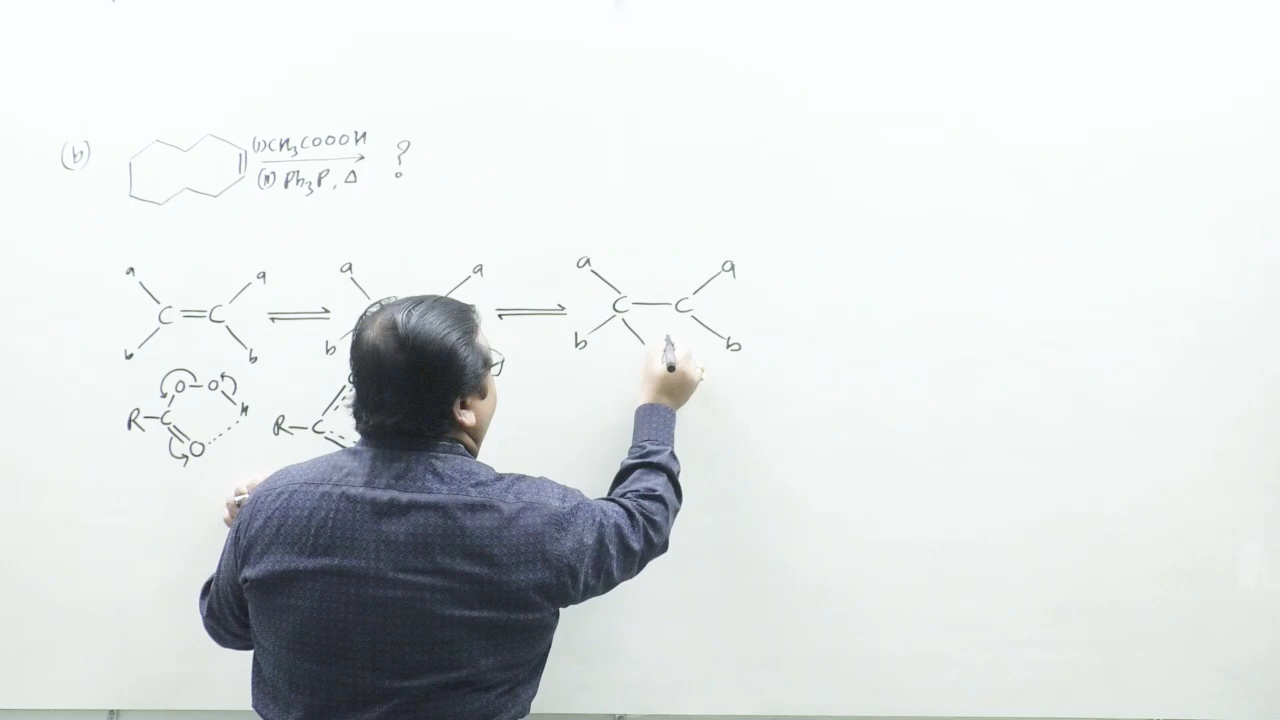 (b) (i) CH₃COOOH ?
(ii) Ph₃P, Δ
a a a a a a
C=C ⇌ ⇌ C—C
b b b b b
O—O
R—C H R—C
O